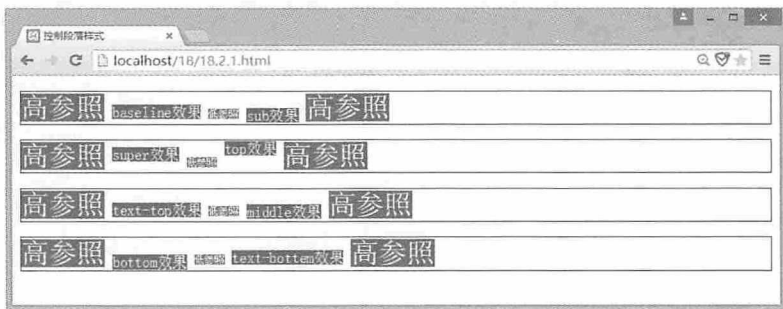 控制段落样式
localhost/18/18.2.1.html
高参照 baseline效果 低参照 sub效果 高参照
高参照 super效果 低参照 top效果 高参照
高参照 text-top效果 低参照 middle效果 高参照
高参照 bottom效果 低参照 text-bottem效果 高参照